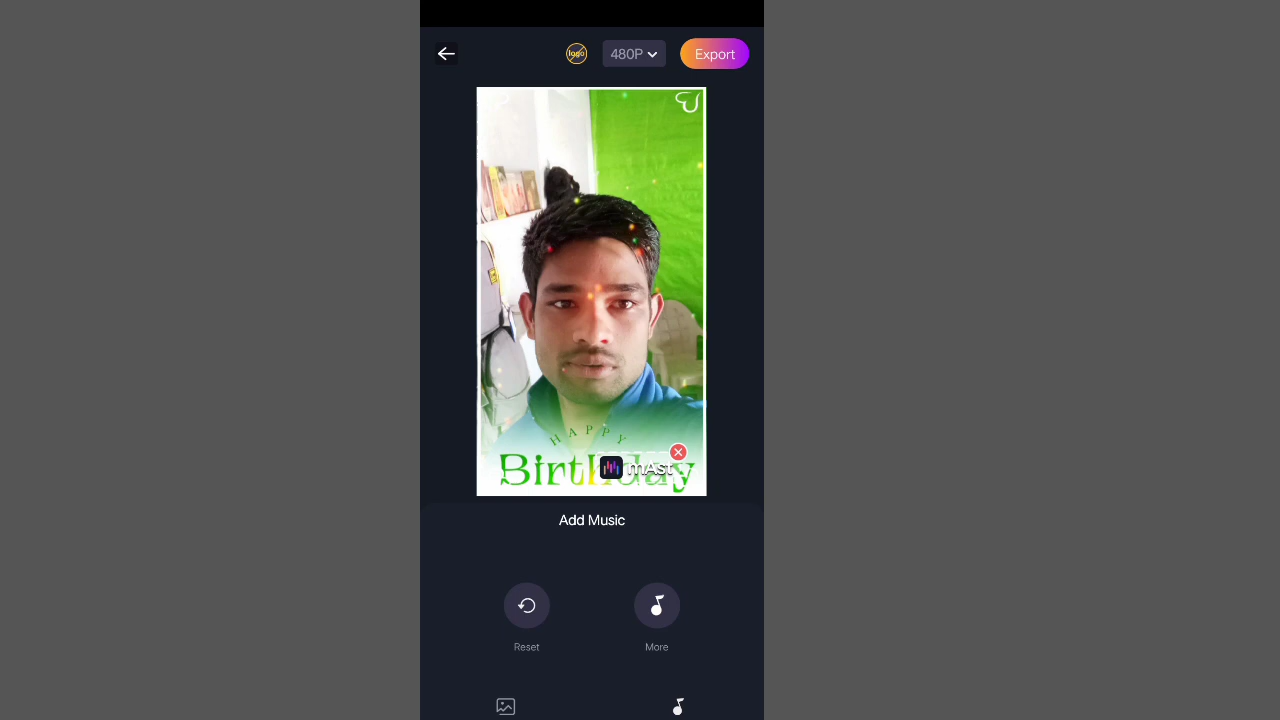 logo
480P
Export
HAPPY
Birthday
mAst
Add Music
Reset
More